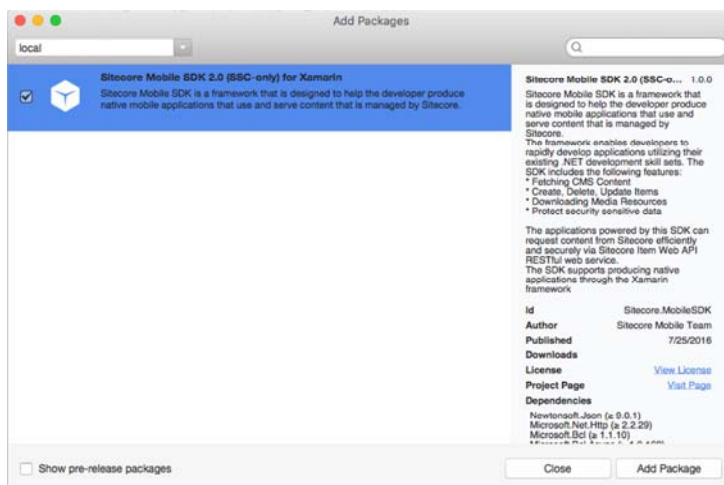 Add Packages
local
Sitecore Mobile SDK 2.0 (SSC-only) for Xamarin
Sitecore Mobile SDK is a framework that is designed to help the developer produce
native mobile applications that use and serve content that is managed by Sitecore.
Sitecore Mobile SDK 2.0 (SSC-o... 1.0.0
Sitecore Mobile SDK is a framework that
is designed to help the developer produce
native mobile applications that use and
serve content that is managed by
Sitecore.
The framework enables developers to
rapidly develop applications utilizing their
existing .NET development skill sets. The
SDK includes the following features:
* Fetching CMS Content
* Create, Delete, Update Items
* Downloading Media Resources
* Protect security sensitive data
The applications powered by this SDK can
request content from Sitecore efficiently
and securely via Sitecore Item Web API
RESTful web service.
The SDK supports producing native
applications through the Xamarin
framework
Id Sitecore.MobileSDK
Author Sitecore Mobile Team
Published 7/25/2016
Downloads
License View License
Project Page Visit Page
Dependencies
Newtonsoft.Json (≥ 9.0.1)
Microsoft.Net.Http (≥ 2.2.29)
Microsoft.Bcl (≥ 1.1.10)
Show pre-release packages
Close
Add Package